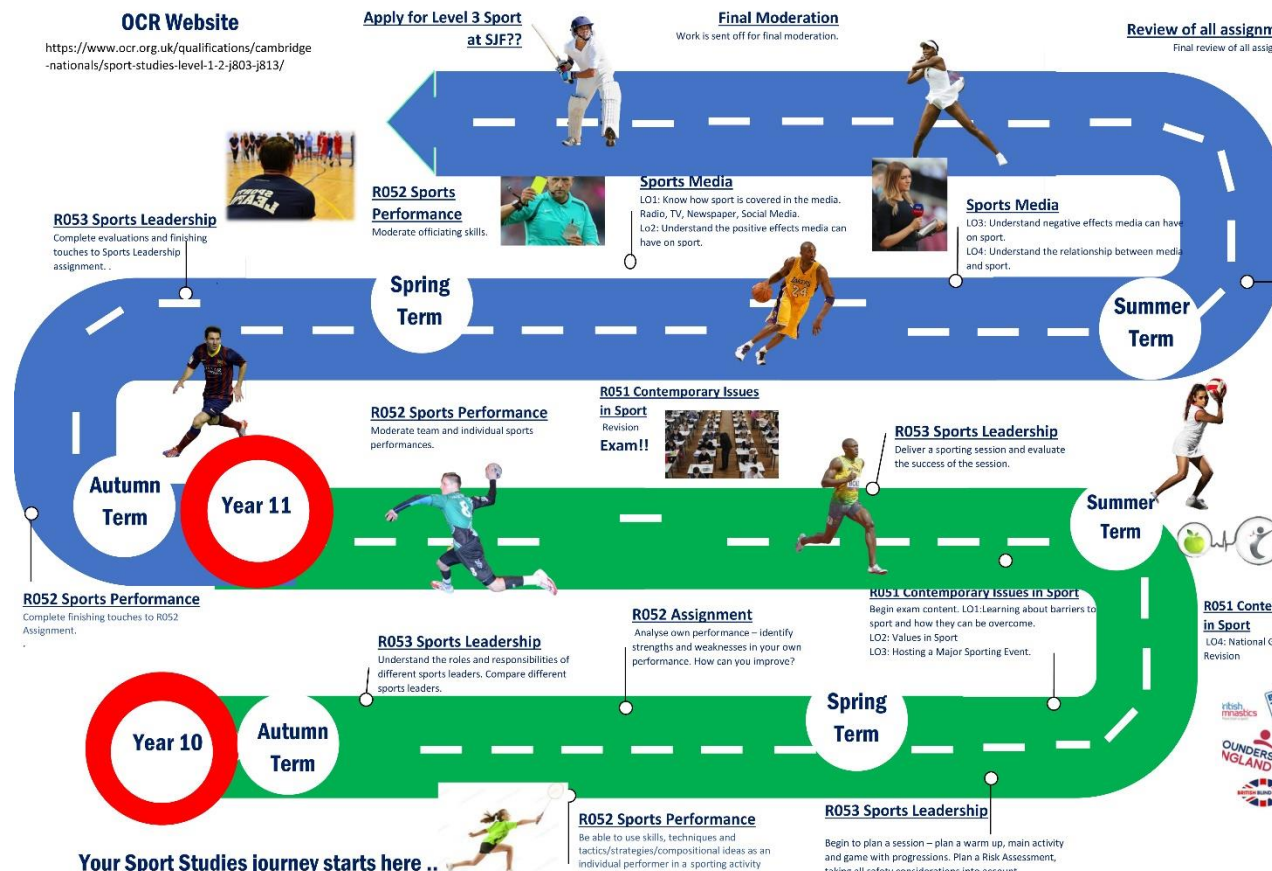 OCR Website
https://www.ocr.org.uk/qualifications/cambridge
-nationals/sport-studies-level-1-2-j803-j813/
Apply for Level 3 Sport
at SJF??
Final Moderation
Work is sent off for final moderation.
Review of all assignm
Final review of all assig
R053 Sports Leadership
Complete evaluations and finishing
touches to Sports Leadership
assignment. .
R052 Sports
Performance
Moderate officiating skills.
Sports Media
LO1: Know how sport is covered in the media.
Radio, TV, Newspaper, Social Media.
Lo2: Understand the positive effects media can
have on sport.
Sports Media
LO3: Understand negative effects media can have
on sport.
LO4: Understand the relationship between media
and sport.
Spring
Term
Summer
Term
LAKERS
24
R052 Sports Performance
Moderate team and individual sports
performances.
R051 Contemporary Issues
in Sport
Revision
Exam!!
R053 Sports Leadership
Deliver a sporting session and evaluate
the success of the session.
Autumn
Term
Year 11
Summer
Term
R052 Sports Performance
Complete finishing touches to R052
Assignment.
.
R053 Sports Leadership
Understand the roles and responsibilities of
different sports leaders. Compare different
sports leaders.
R052 Assignment
Analyse own performance – identify
strengths and weaknesses in your own
performance. How can you improve?
R051 Contemporary Issues in Sport
Begin exam content. LO1:Learning about barriers to
sport and how they can be overcome.
LO2: Values in Sport
LO3: Hosting a Major Sporting Event.
R051 Conte
in Sport
LO4: National G
Revision
Year 10
Autumn
Term
Spring
Term
ritish
mnastics
OUNDERS
NGLAND
BRITISH
R052 Sports Performance
Be able to use skills, techniques and
tactics/strategies/compositional ideas as an
individual performer in a sporting activity
R053 Sports Leadership
Begin to plan a session – plan a warm up, main activity
and game with progressions. Plan a Risk Assessment,
taking all safety considerations into account
Your Sport Studies journey starts here ..